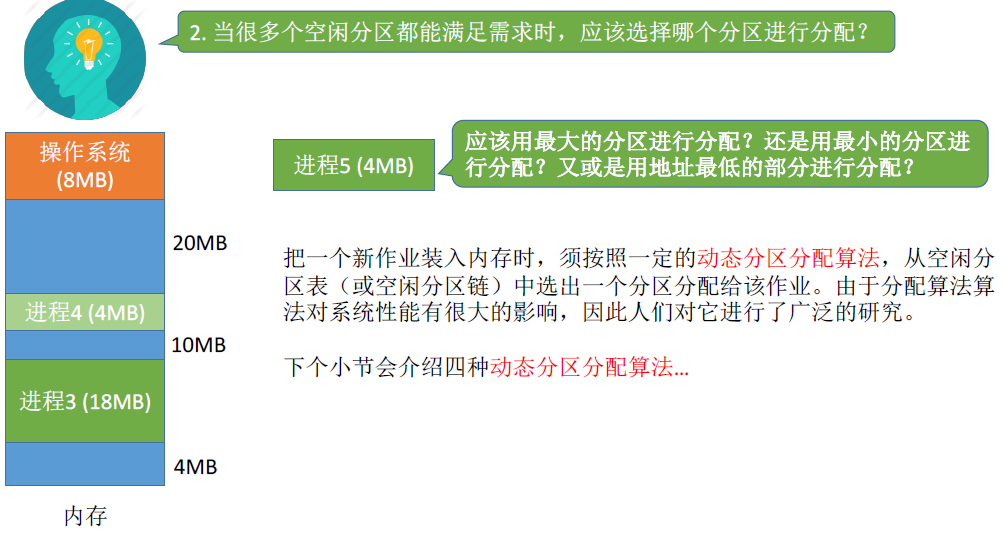 2. 当很多个空闲分区都能满足需求时，应该选择哪个分区进行分配？
操作系统
(8MB)
20MB
进程4 (4MB)
10MB
进程3 (18MB)
4MB
内存
进程5 (4MB)
应该用最大的分区进行分配？还是用最小的分区进
行分配？又或是用地址最低的部分进行分配？
把一个新作业装入内存时，须按照一定的动态分区分配算法，从空闲分
区表（或空闲分区链）中选出一个分区分配给该作业。由于分配算法算
法对系统性能有很大的影响，因此人们对它进行了广泛的研究。
下个小节会介绍四种动态分区分配算法...